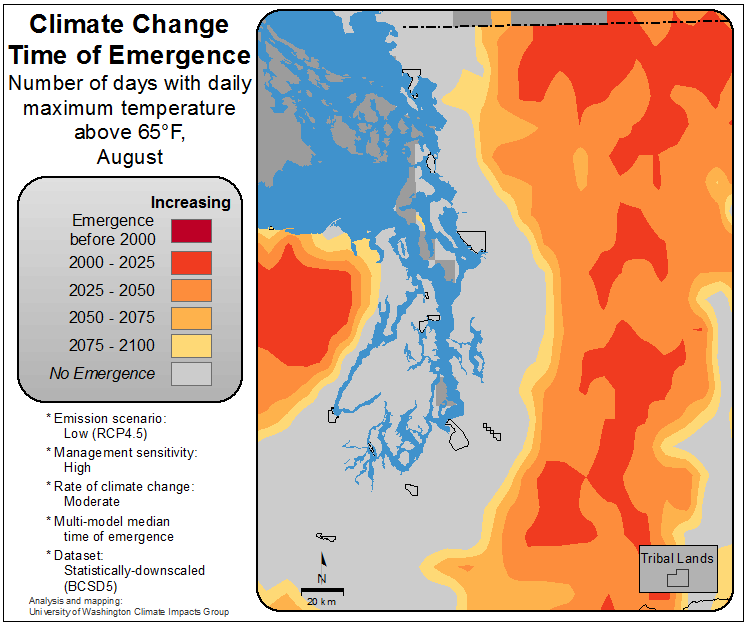 Climate Change
Time of Emergence
Number of days with daily
maximum temperature
above 65°F,
August
Increasing
Emergence
before 2000
2000 - 2025
2025 - 2050
2050 - 2075
2075 - 2100
No Emergence
* Emission scenario:
Low (RCP4.5)
* Management sensitivity:
High
* Rate of climate change:
Moderate
* Multi-model median
time of emergence
* Dataset:
Statistically-downscaled
(BCSD5)
Analysis and mapping:
University of Washington Climate Impacts Group
N
20 km
Tribal Lands